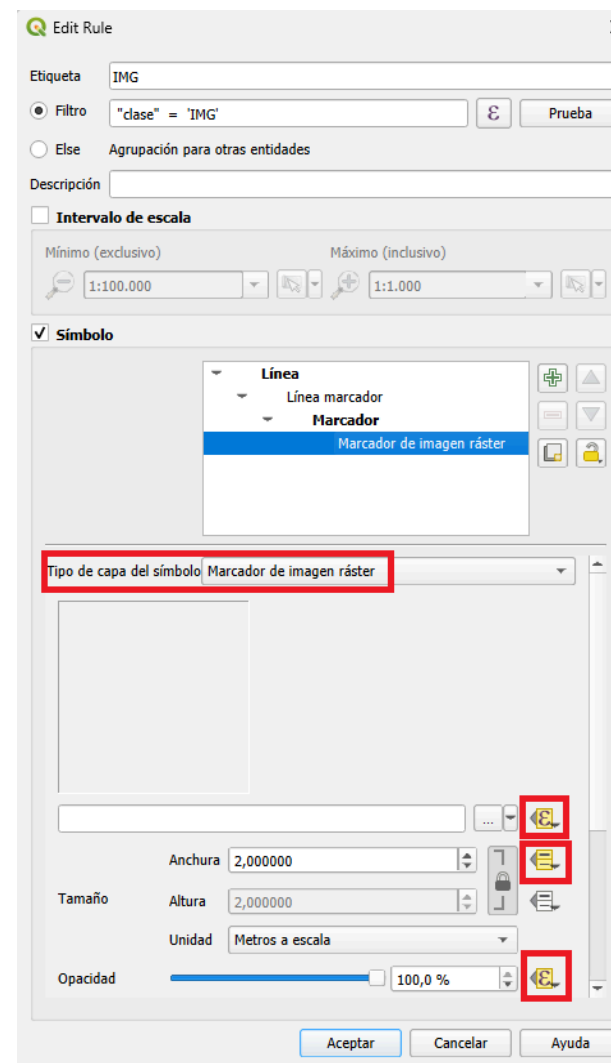 Edit Rule
Etiqueta IMG
Filtro "clase" = 'IMG' ε Prueba
Else Agrupación para otras entidades
Descripción
Intervalo de escala
Mínimo (exclusivo) Máximo (inclusivo)
1:100.000 1:1.000
Símbolo
Línea
Línea marcador
Marcador
Marcador de imagen ráster
Tipo de capa del símbolo Marcador de imagen ráster
... ε
Anchura 2,000000
Tamaño Altura 2,000000
Unidad Metros a escala
Opacidad 100,0 % ε
Aceptar Cancelar Ayuda